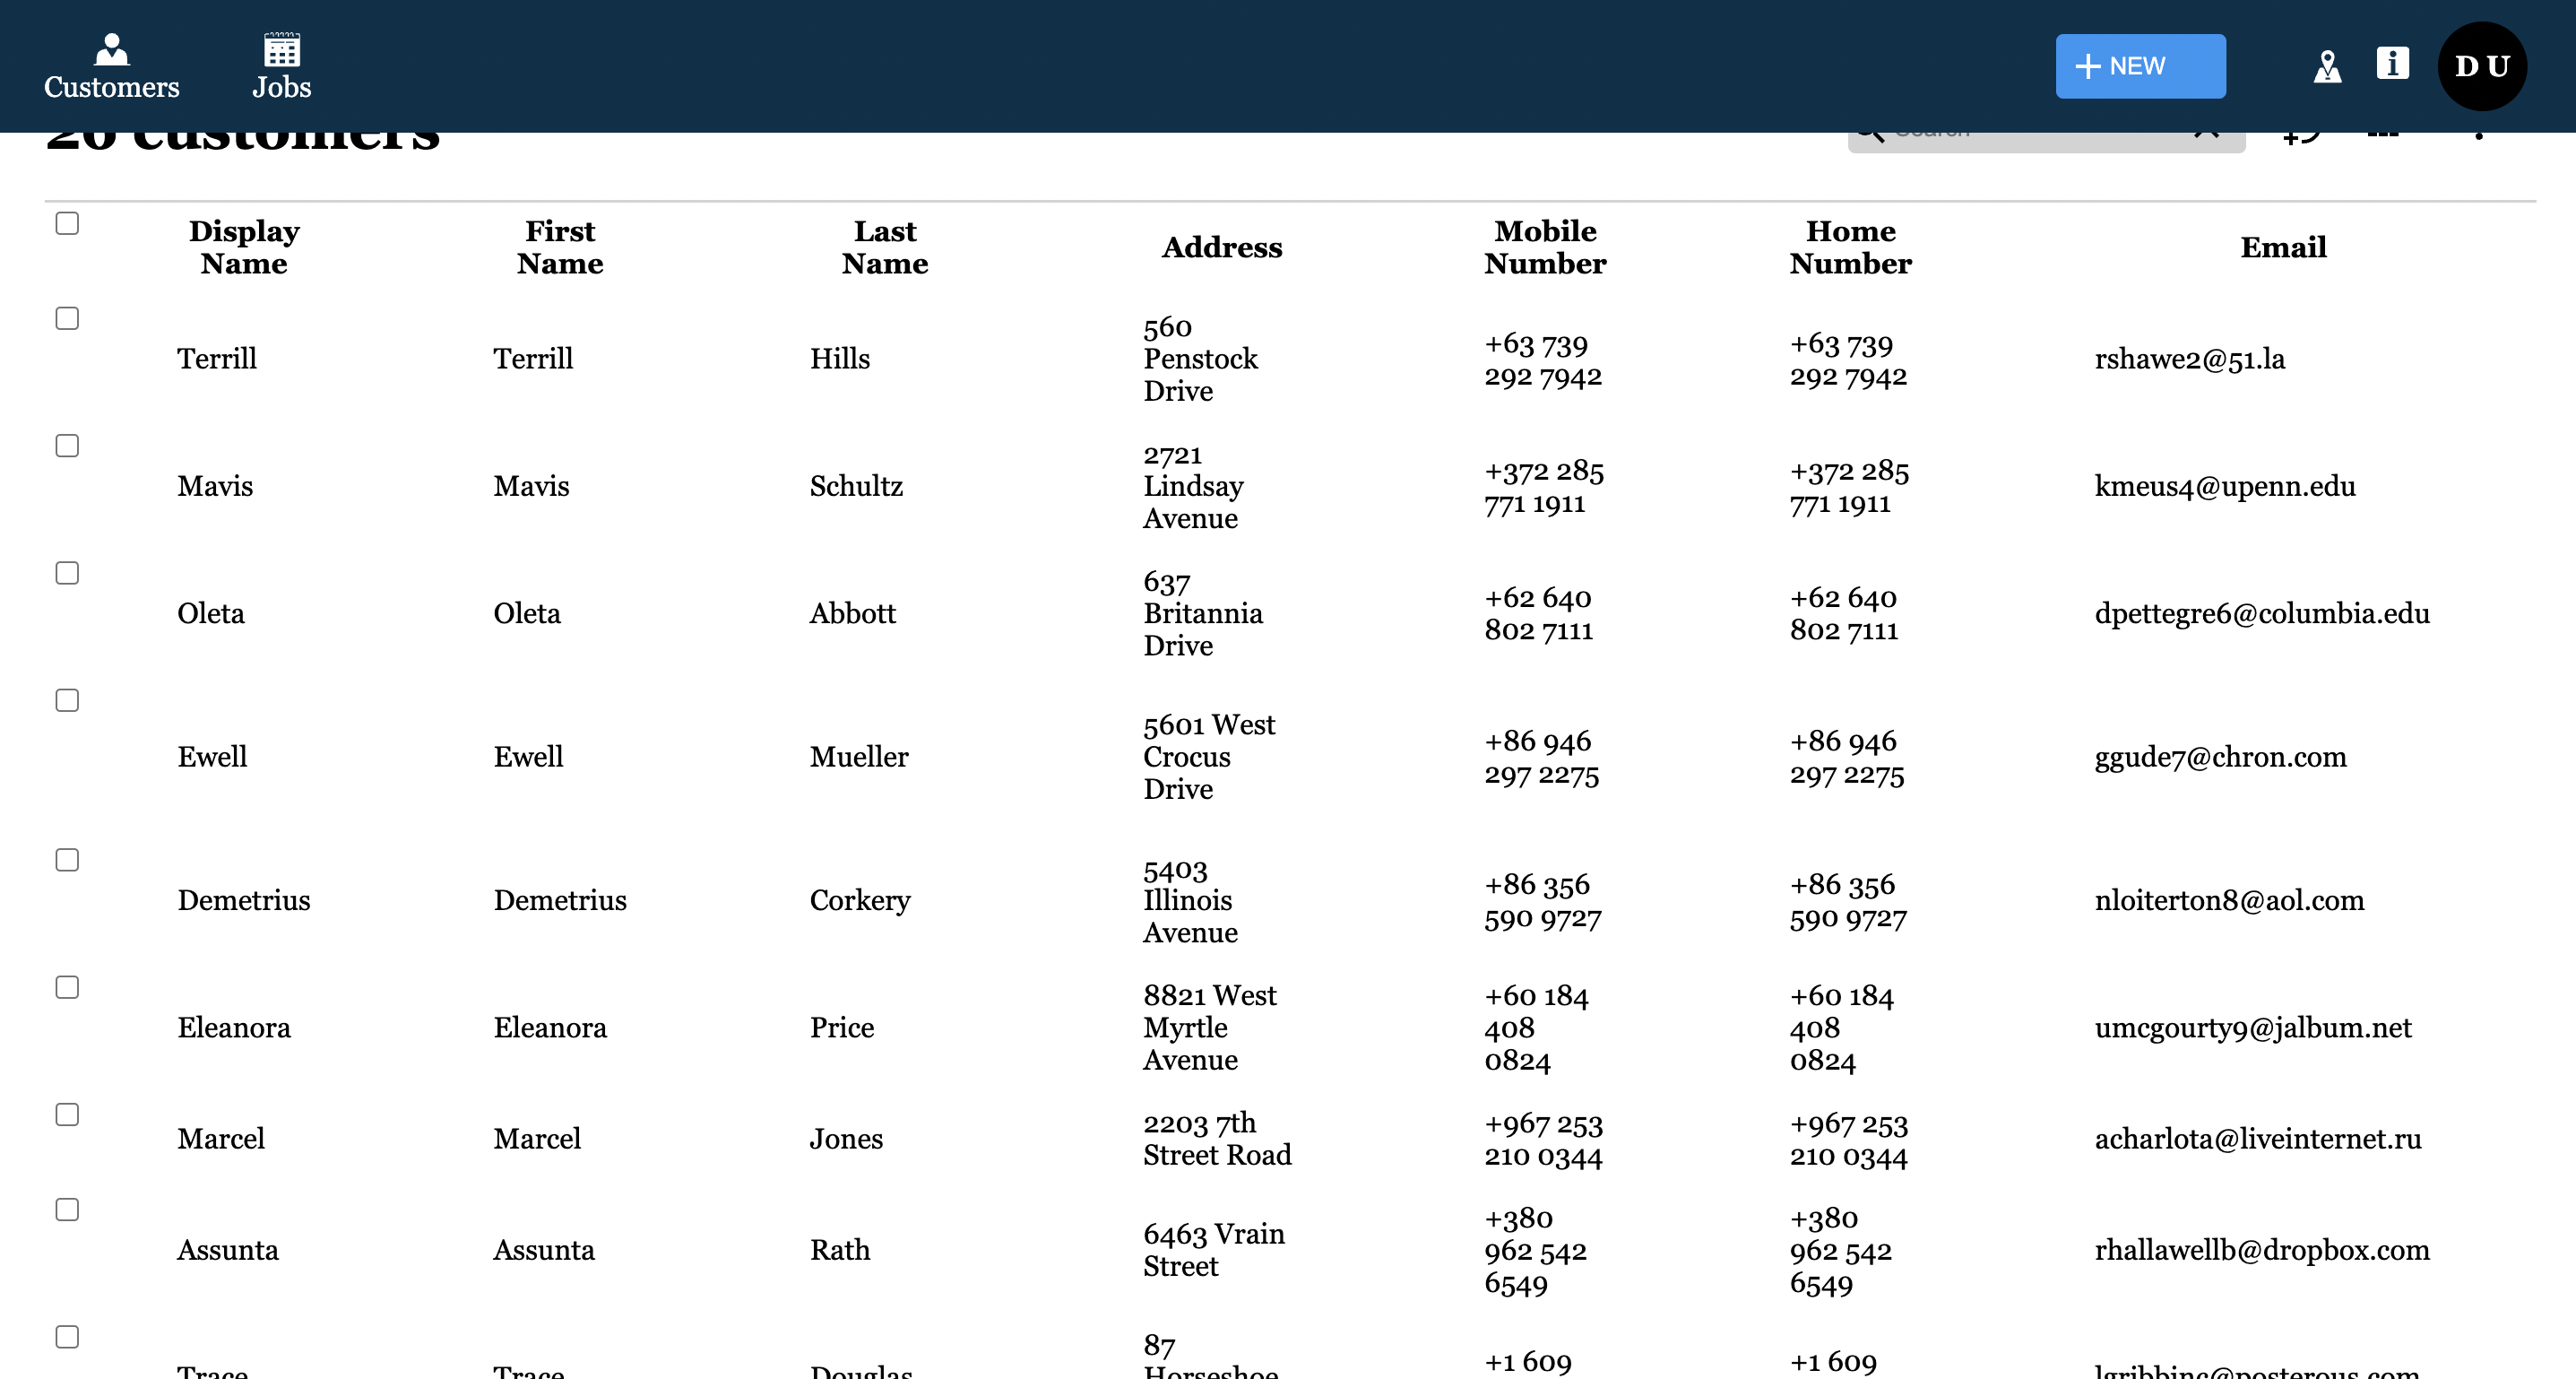 Customers
Jobs
NEW
D U
26 customers
Search
Display Name
First Name
Last Name
Address
Mobile Number
Home Number
Email
Terrill
Terrill
Hills
560
Penstock
Drive
+63 739
292 7942
+63 739
292 7942
rshawe2@51.la
Mavis
Mavis
Schultz
2721
Lindsay
Avenue
+372 285
771 1911
+372 285
771 1911
kmeus4@upenn.edu
Oleta
Oleta
Abbott
637
Britannia
Drive
+62 640
802 7111
+62 640
802 7111
dpettegre6@columbia.edu
Ewell
Ewell
Mueller
5601 West
Crocus
Drive
+86 946
297 2275
+86 946
297 2275
ggude7@chron.com
Demetrius
Demetrius
Corkery
5403
Illinois
Avenue
+86 356
590 9727
+86 356
590 9727
nloiterton8@aol.com
Eleanora
Eleanora
Price
8821 West
Myrtle
Avenue
+60 184
408
0824
+60 184
408
0824
umcgourty9@jalbum.net
Marcel
Marcel
Jones
2203 7th
Street Road
+967 253
210 0344
+967 253
210 0344
acharlota@liveinternet.ru
Assunta
Assunta
Rath
6463 Vrain
Street
+380
962 542
6549
+380
962 542
6549
rhallawellb@dropbox.com
Trace
Trace
Douglas
87
Horseshoe
+1 609
+1 609
lgribbinc@posterous.com